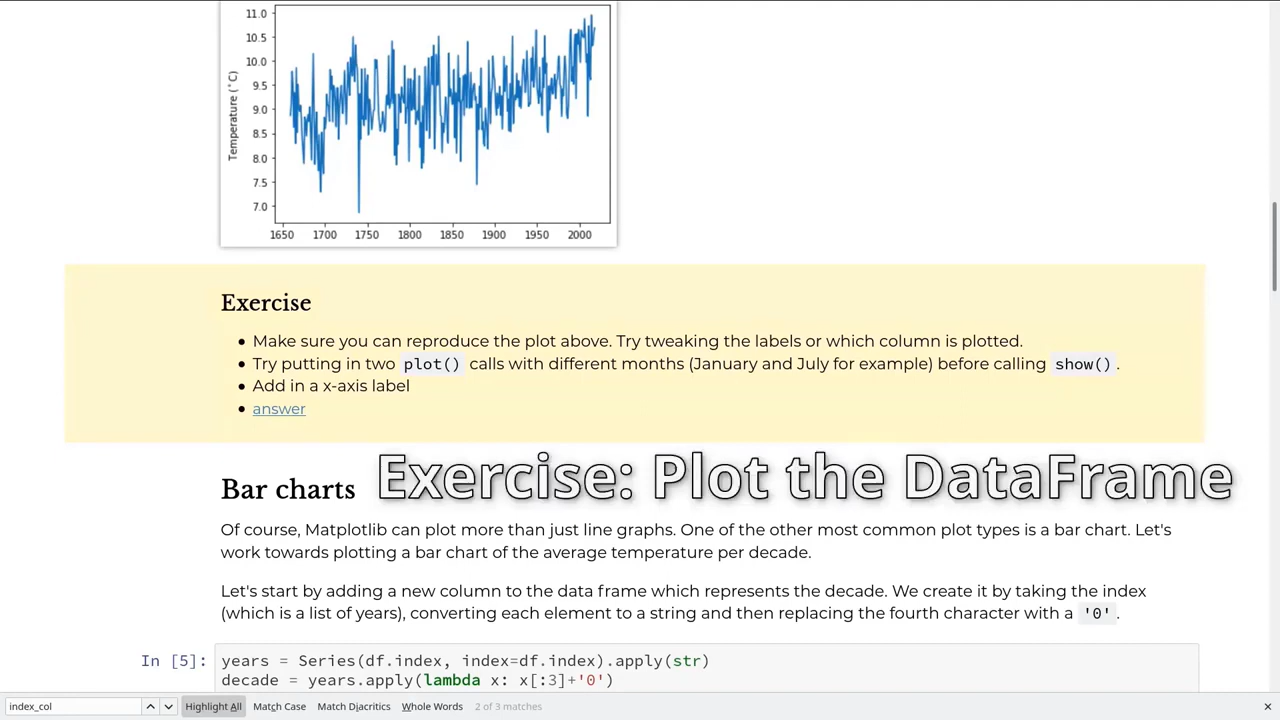 11.0
10.5
10.0
9.5
9.0
8.5
8.0
7.5
7.0
Temperature (°C)
1650 1700 1750 1800 1850 1900 1950 2000
Exercise
• Make sure you can reproduce the plot above. Try tweaking the labels or which column is plotted.
• Try putting in two plot() calls with different months (January and July for example) before calling show().
• Add in a x-axis label
• answer
Exercise: Plot the DataFrame
Bar charts
Of course, Matplotlib can plot more than just line graphs. One of the other most common plot types is a bar chart. Let's
work towards plotting a bar chart of the average temperature per decade.
Let's start by adding a new column to the data frame which represents the decade. We create it by taking the index
(which is a list of years), converting each element to a string and then replacing the fourth character with a '0'.
In [5]: years = Series(df.index, index=df.index).apply(str)
decade = years.apply(lambda x: x[:3]+'0')
index_col Highlight All Match Case Match Diacritics Whole Words 2 of 3 matches